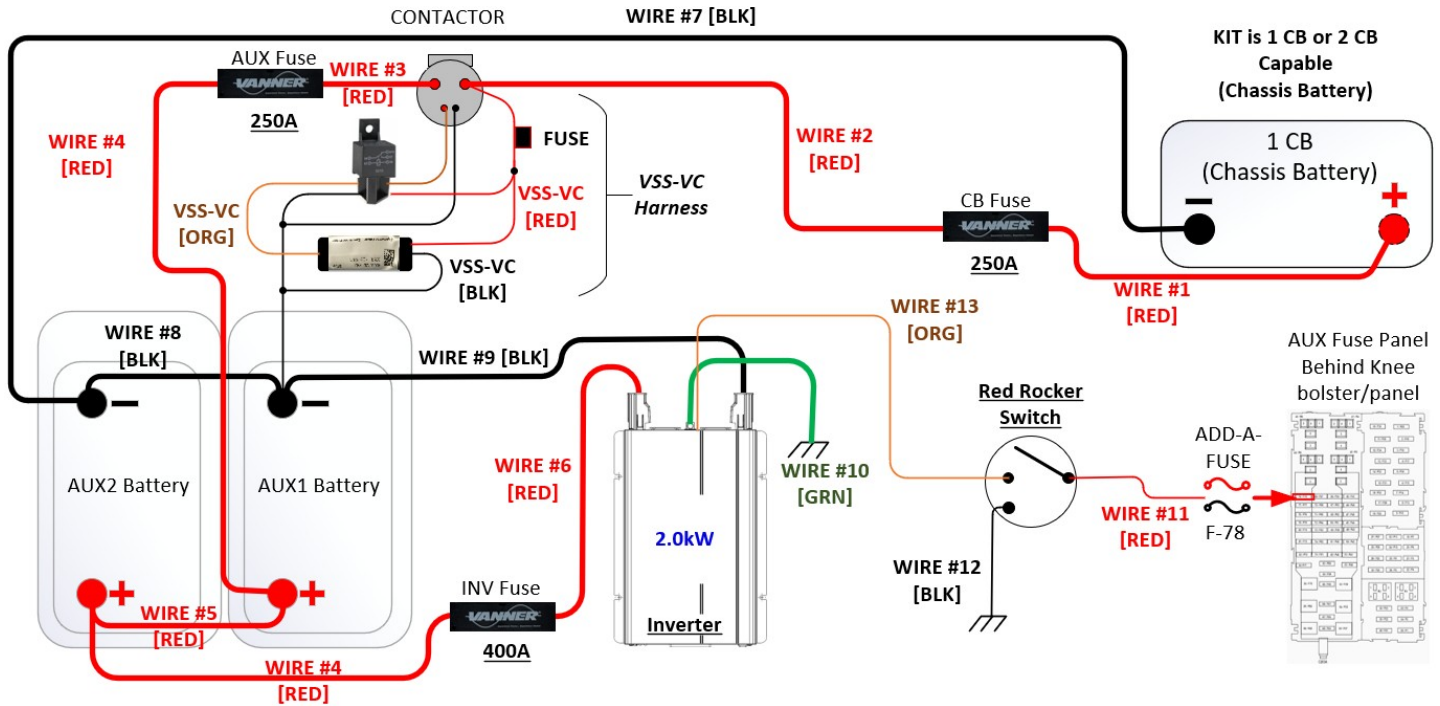 CONTACTOR
WIRE #7 [BLK]
KIT is 1 CB or 2 CB
Capable
(Chassis Battery)
AUX Fuse
VANNER
250A
WIRE #3
[RED]
WIRE #4
[RED]
FUSE
WIRE #2
[RED]
1 CB
(Chassis Battery)
VSS-VC
Harness
VSS-VC
[RED]
VSS-VC
[ORG]
VSS-VC
[BLK]
CB Fuse
VANNER
250A
WIRE #1
[RED]
WIRE #8
[BLK]
WIRE #9 [BLK]
WIRE #13
[ORG]
AUX Fuse Panel
Behind Knee
bolster/panel
Red Rocker
Switch
ADD-A-
FUSE
F-78
WIRE #6
[RED]
WIRE #10
[GRN]
AUX2 Battery
AUX1 Battery
2.0kW
Inverter
WIRE #11
[RED]
WIRE #12
[BLK]
INV Fuse
VANNER
400A
WIRE #5
[RED]
WIRE #4
[RED]